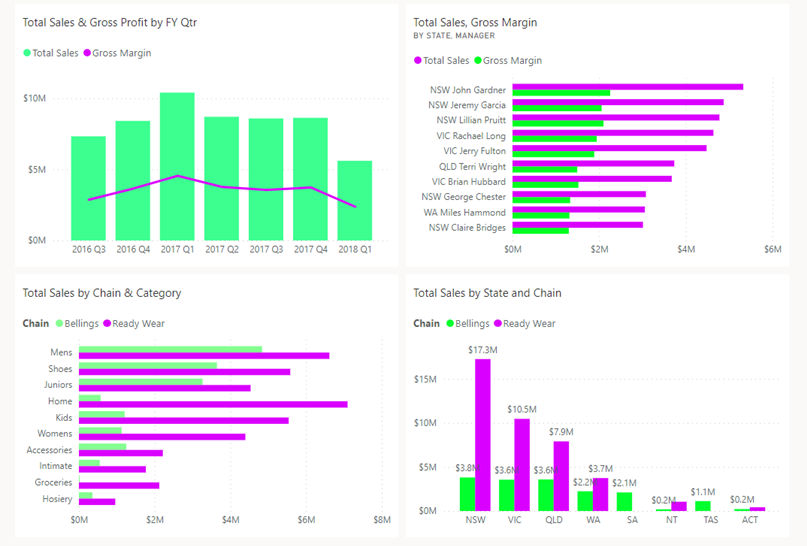 Total Sales & Gross Profit by FY Qtr
Total Sales Gross Margin
$10M
$5M
$0M
2016 Q3 2016 Q4 2017 Q1 2017 Q2 2017 Q3 2017 Q4 2018 Q1
Total Sales, Gross Margin
BY STATE, MANAGER
Total Sales Gross Margin
NSW John Gardner
NSW Jeremy Garcia
NSW Lillian Pruitt
VIC Rachael Long
VIC Jerry Fulton
QLD Terri Wright
VIC Brian Hubbard
NSW George Chester
WA Miles Hammond
NSW Claire Bridges
$0M $2M $4M $6M
Total Sales by Chain & Category
Chain Bellings Ready Wear
Mens
Shoes
Juniors
Home
Kids
Womens
Accessories
Intimate
Groceries
Hosiery
$0M $2M $4M $6M $8M
Total Sales by State and Chain
Chain Bellings Ready Wear
$17.3M
$15M
$10.5M
$10M
$7.9M
$5M
$3.8M $3.6M $3.6M $2.2M $3.7M $2.1M $0.2M $1.1M $0.2M
$0M
NSW VIC QLD WA SA NT TAS ACT